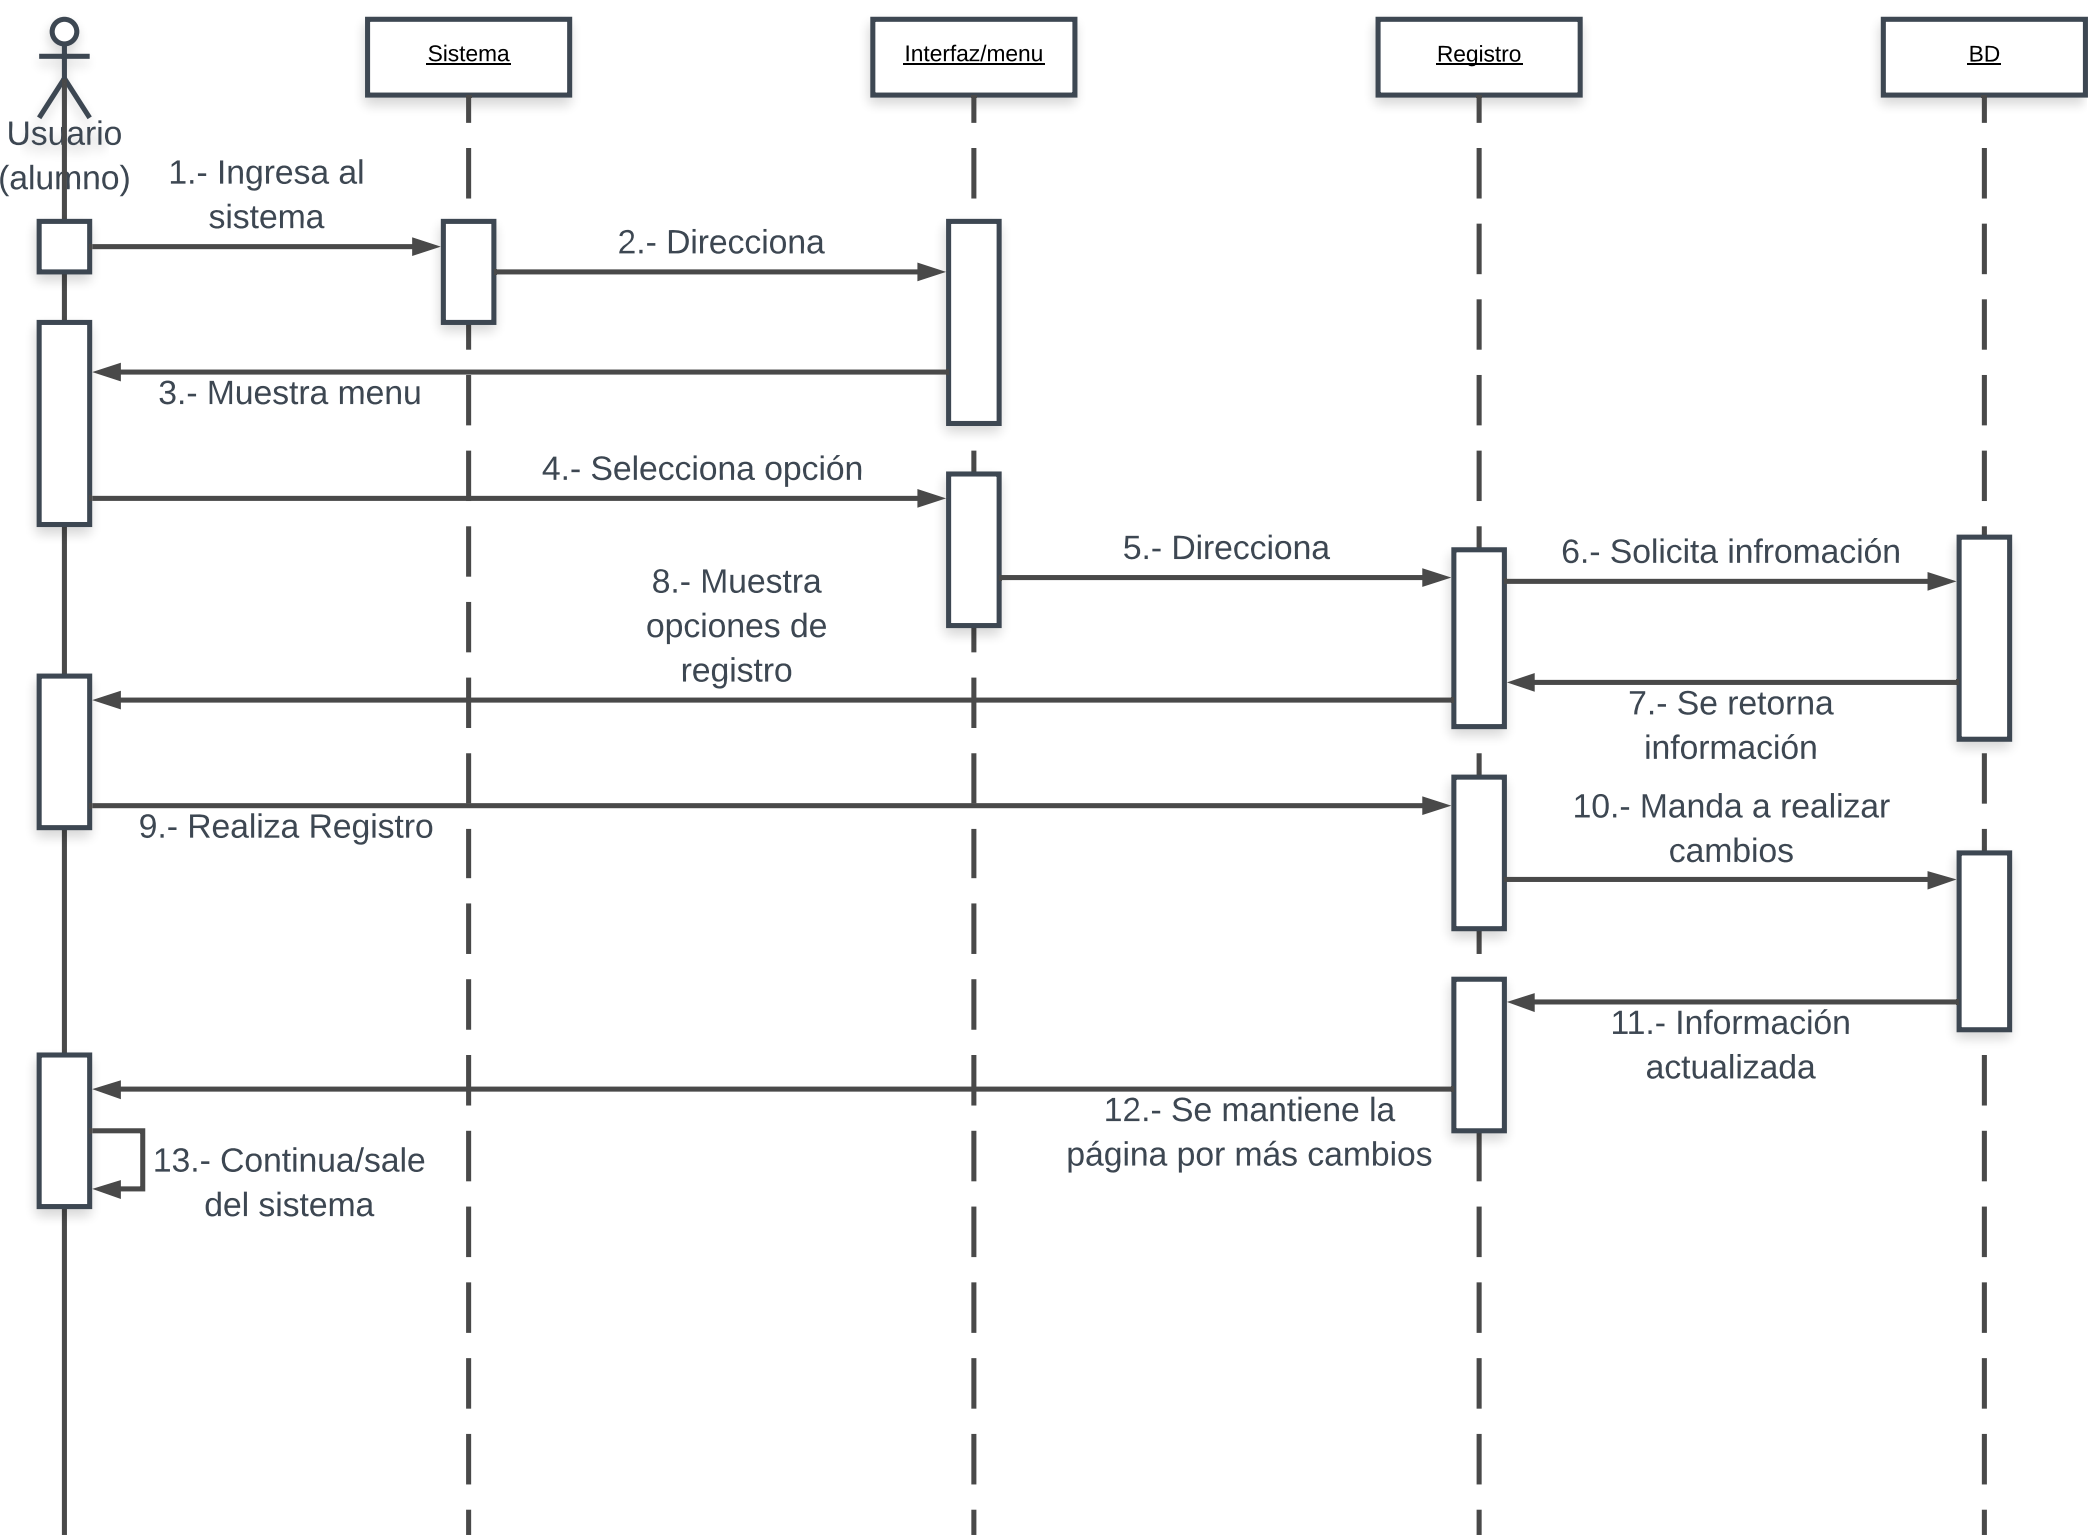 Sistema
Interfaz/menu
Registro
BD
Usuario
(alumno)
1.- Ingresa al
sistema
2.- Direcciona
3.- Muestra menu
4.- Selecciona opción
5.- Direcciona
6.- Solicita infromación
8.- Muestra
opciones de
registro
7.- Se retorna
información
9.- Realiza Registro
10.- Manda a realizar
cambios
11.- Información
actualizada
12.- Se mantiene la
página por más cambios
13.- Continua/sale
del sistema